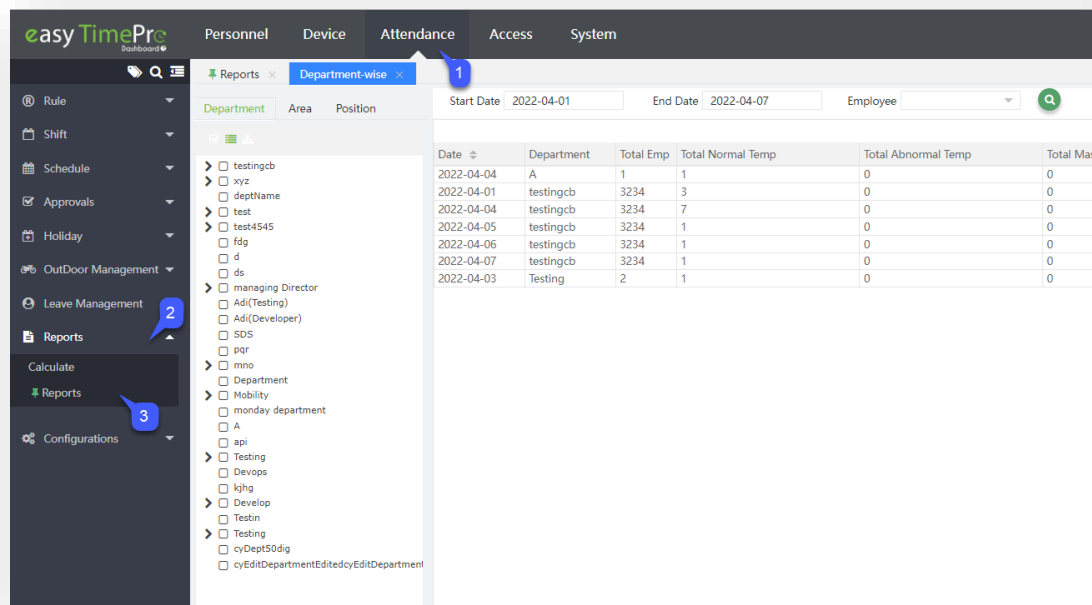 easy TimePro
Dashboard
Personnel Device Attendance Access System
1
Reports × Department-wise ×
Rule
Shift
Schedule
Approvals
Holiday
OutDoor Management
Leave Management
2
Reports
Calculate
Reports
3
Configurations
Department Area Position
testingcb
xyz
deptName
test
test4545
fdg
d
ds
managing Director
Adi(Testing)
Adi(Developer)
SDS
pqr
mno
Department
Mobility
monday department
A
api
Testing
Devops
kjhg
Develop
Testin
Testing
cyDept50dig
cyEditDepartmentEditedcyEditDepartment
Start Date 2022-04-01 End Date 2022-04-07 Employee
Date Department Total Emp Total Normal Temp Total Abnormal Temp Total Mas
2022-04-04 A 1 1 0 0
2022-04-01 testingcb 3234 3 0 0
2022-04-04 testingcb 3234 7 0 0
2022-04-05 testingcb 3234 1 0 0
2022-04-06 testingcb 3234 1 0 0
2022-04-07 testingcb 3234 1 0 0
2022-04-03 Testing 2 1 0 0